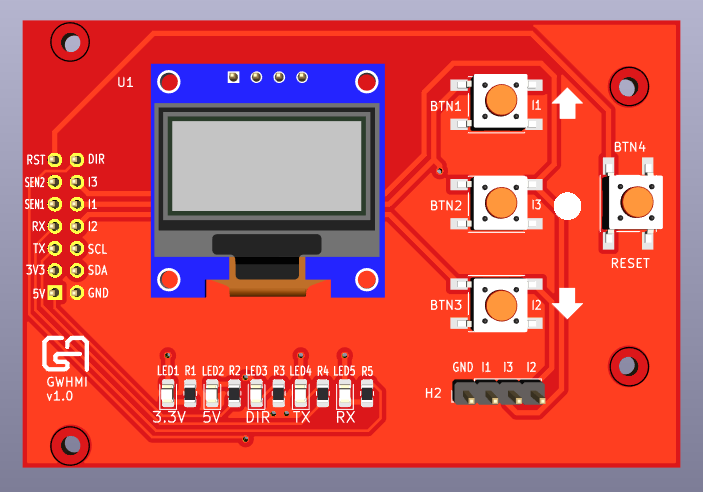 U1
BTN1
I1
BTN4
RST
DIR
SEN2
I3
SEN1
I1
RX
I2
TX
SCL
3V3
SDA
5V
GND
BTN2
I3
RESET
BTN3
I2
GWHMI
v1.0
LED1 R1 LED2 R2 LED3 R3 LED4 R4 LED5 R5
3.3V 5V DIR TX RX
GND I1 I3 I2
H2